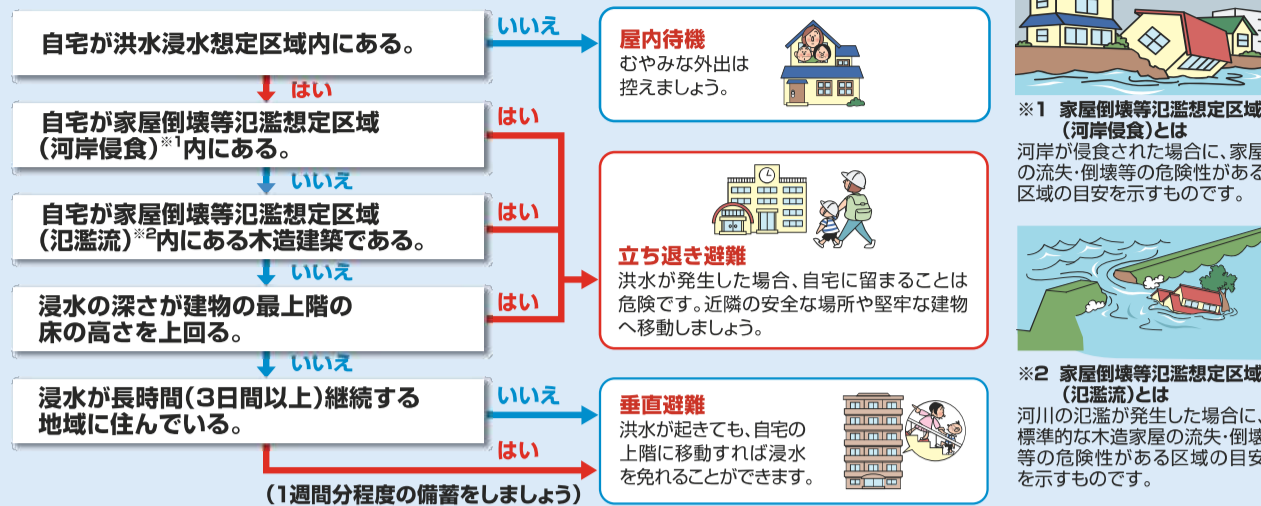 自宅が洪水浸水想定区域内にある。
いいえ
はい
屋内待機
むやみな外出は
控えましょう。
自宅が家屋倒壊等氾濫想定区域
(河岸侵食)※1内にある。
はい
いいえ
自宅が家屋倒壊等氾濫想定区域
(氾濫流)※2内にある木造建築である。
はい
いいえ
浸水の深さが建物の最上階の
床の高さを上回る。
はい
いいえ
立ち退き避難
洪水が発生した場合、自宅に留まることは
危険です。近隣の安全な場所や堅牢な建物
へ移動しましょう。
浸水が長時間(3日間以上)継続する
地域に住んでいる。
いいえ
はい
(1週間分程度の備蓄をしましょう)
垂直避難
洪水が起きても、自宅の
上階に移動すれば浸水
を免れることができます。
※1 家屋倒壊等氾濫想定区域
(河岸侵食)とは
河岸が侵食された場合に、家屋
の流失・倒壊等の危険性がある
区域の目安を示すものです。
※2 家屋倒壊等氾濫想定区域
(氾濫流)とは
河川の氾濫が発生した場合に、
標準的な木造家屋の流失・倒壊
等の危険性がある区域の目安
を示すものです。